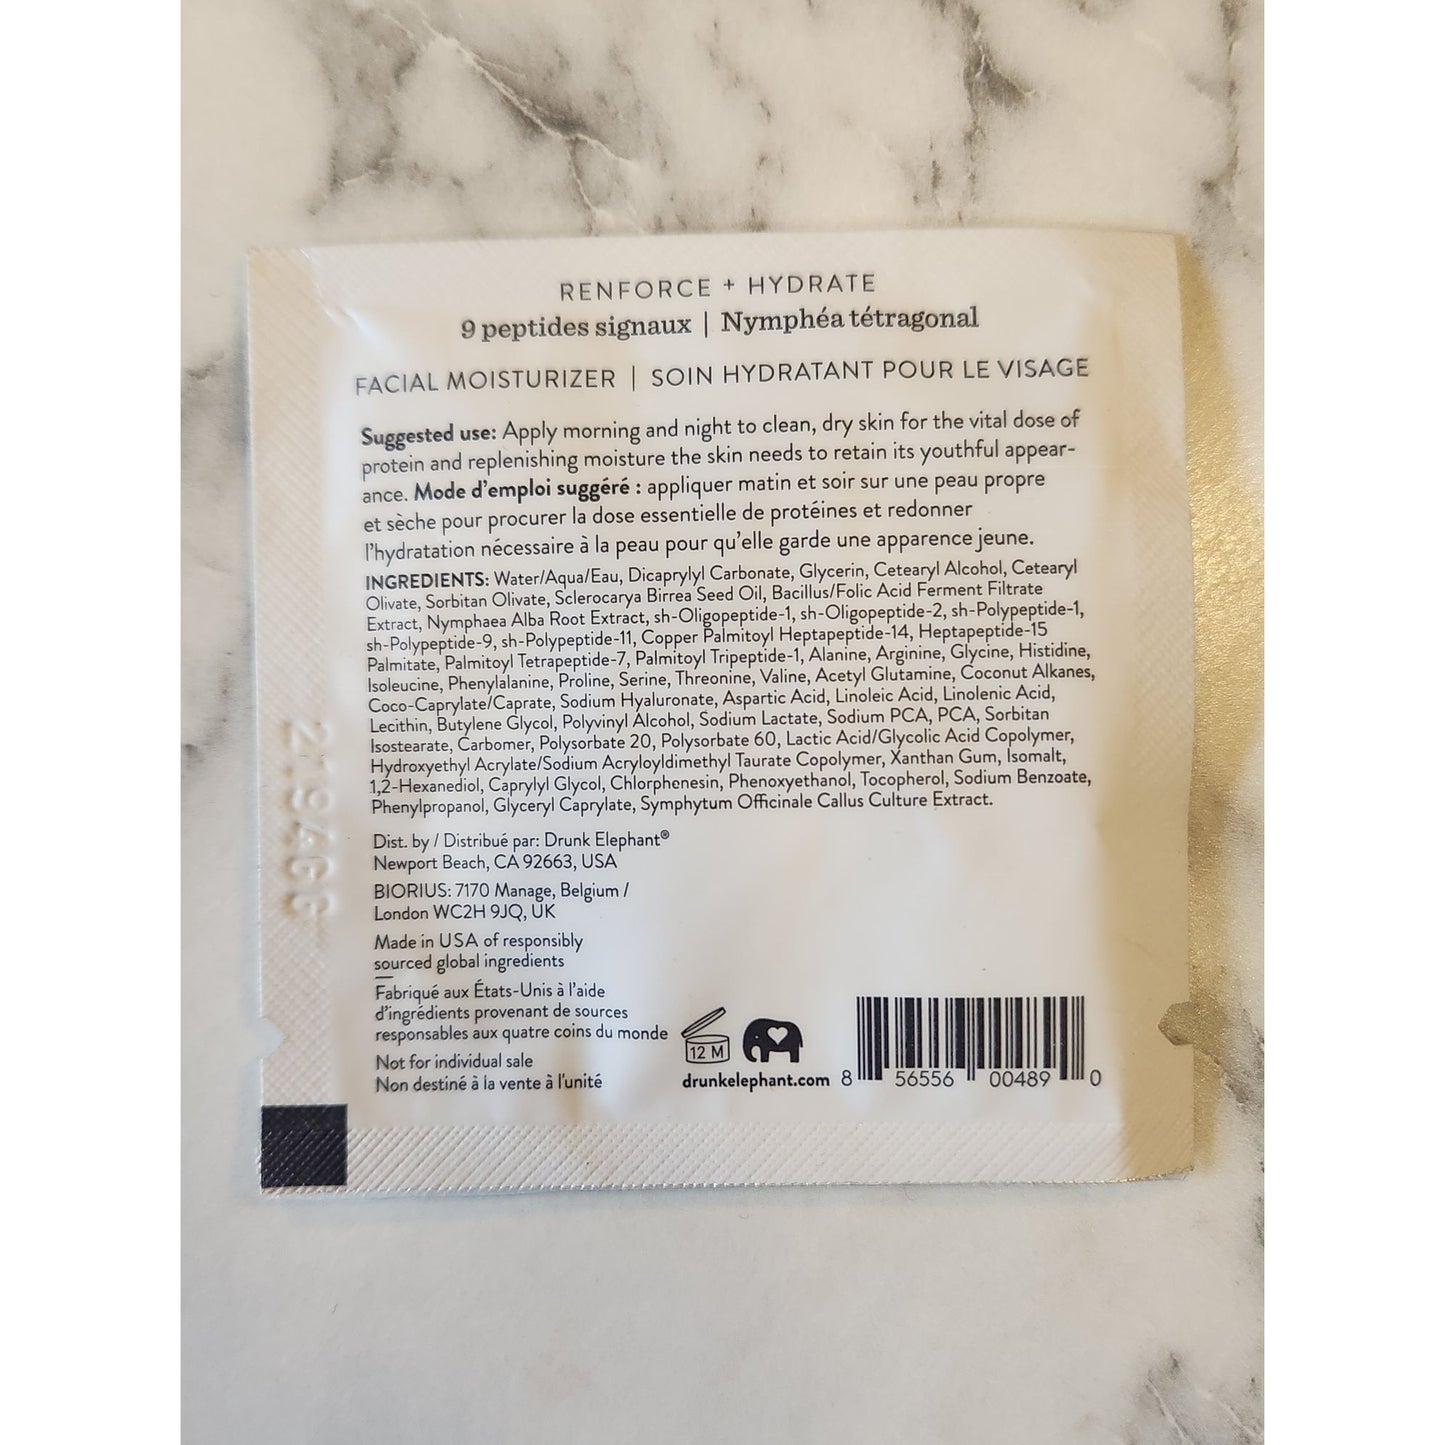 RENFORCE + HYDRATE
9 peptides signaux | Nymphéa tétragonal
FACIAL MOISTURIZER | SOIN HYDRATANT POUR LE VISAGE
Suggested use: Apply morning and night to clean, dry skin for the vital dose of
protein and replenishing moisture the skin needs to retain its youthful appear-
ance. Mode d'emploi suggéré : appliquer matin et soir sur une peau propre
et sèche pour procurer la dose essentielle de protéines et redonner
l'hydratation nécessaire à la peau pour qu'elle garde une apparence jeune.
INGREDIENTS: Water/Aqua/Eau, Dicaprylyl Carbonate, Glycerin, Cetearyl Alcohol, Cetearyl
Olivate, Sorbitan Olivate, Sclerocarya Birrea Seed Oil, Bacillus/Folic Acid Ferment Filtrate
Extract, Nymphaea Alba Root Extract, sh-Oligopeptide-1, sh-Oligopeptide-2, sh-Polypeptide-1,
sh-Polypeptide-9, sh-Polypeptide-11, Copper Palmitoyl Heptapeptide-14, Heptapeptide-15
Palmitate, Palmitoyl Tetrapeptide-7, Palmitoyl Tripeptide-1, Alanine, Arginine, Glycine, Histidine,
Isoleucine, Phenylalanine, Proline, Serine, Threonine, Valine, Acetyl Glutamine, Coconut Alkanes,
Coco-Caprylate/Caprate, Sodium Hyaluronate, Aspartic Acid, Linoleic Acid, Linolenic Acid,
Lecithin, Butylene Glycol, Polyvinyl Alcohol, Sodium Lactate, Sodium PCA, PCA, Sorbitan
Isostearate, Carbomer, Polysorbate 20, Polysorbate 60, Lactic Acid/Glycolic Acid Copolymer,
Hydroxyethyl Acrylate/Sodium Acryloyldimethyl Taurate Copolymer, Xanthan Gum, Isomalt,
1,2-Hexanediol, Caprylyl Glycol, Chlorphenesin, Phenoxyethanol, Tocopherol, Sodium Benzoate,
Phenylpropanol, Glyceryl Caprylate, Symphytum Officinale Callus Culture Extract.
Dist. by / Distribué par: Drunk Elephant®
Newport Beach, CA 92663, USA
BIORIUS: 7170 Manage, Belgium /
London WC2H 9JQ, UK
Made in USA of responsibly
sourced global ingredients
Fabriqué aux États-Unis à l'aide
d'ingrédients provenant de sources
responsables aux quatre coins du monde
Not for individual sale
Non destiné à la vente à l'unité
12 M
drunkelephant.com
8 56556 00489 0